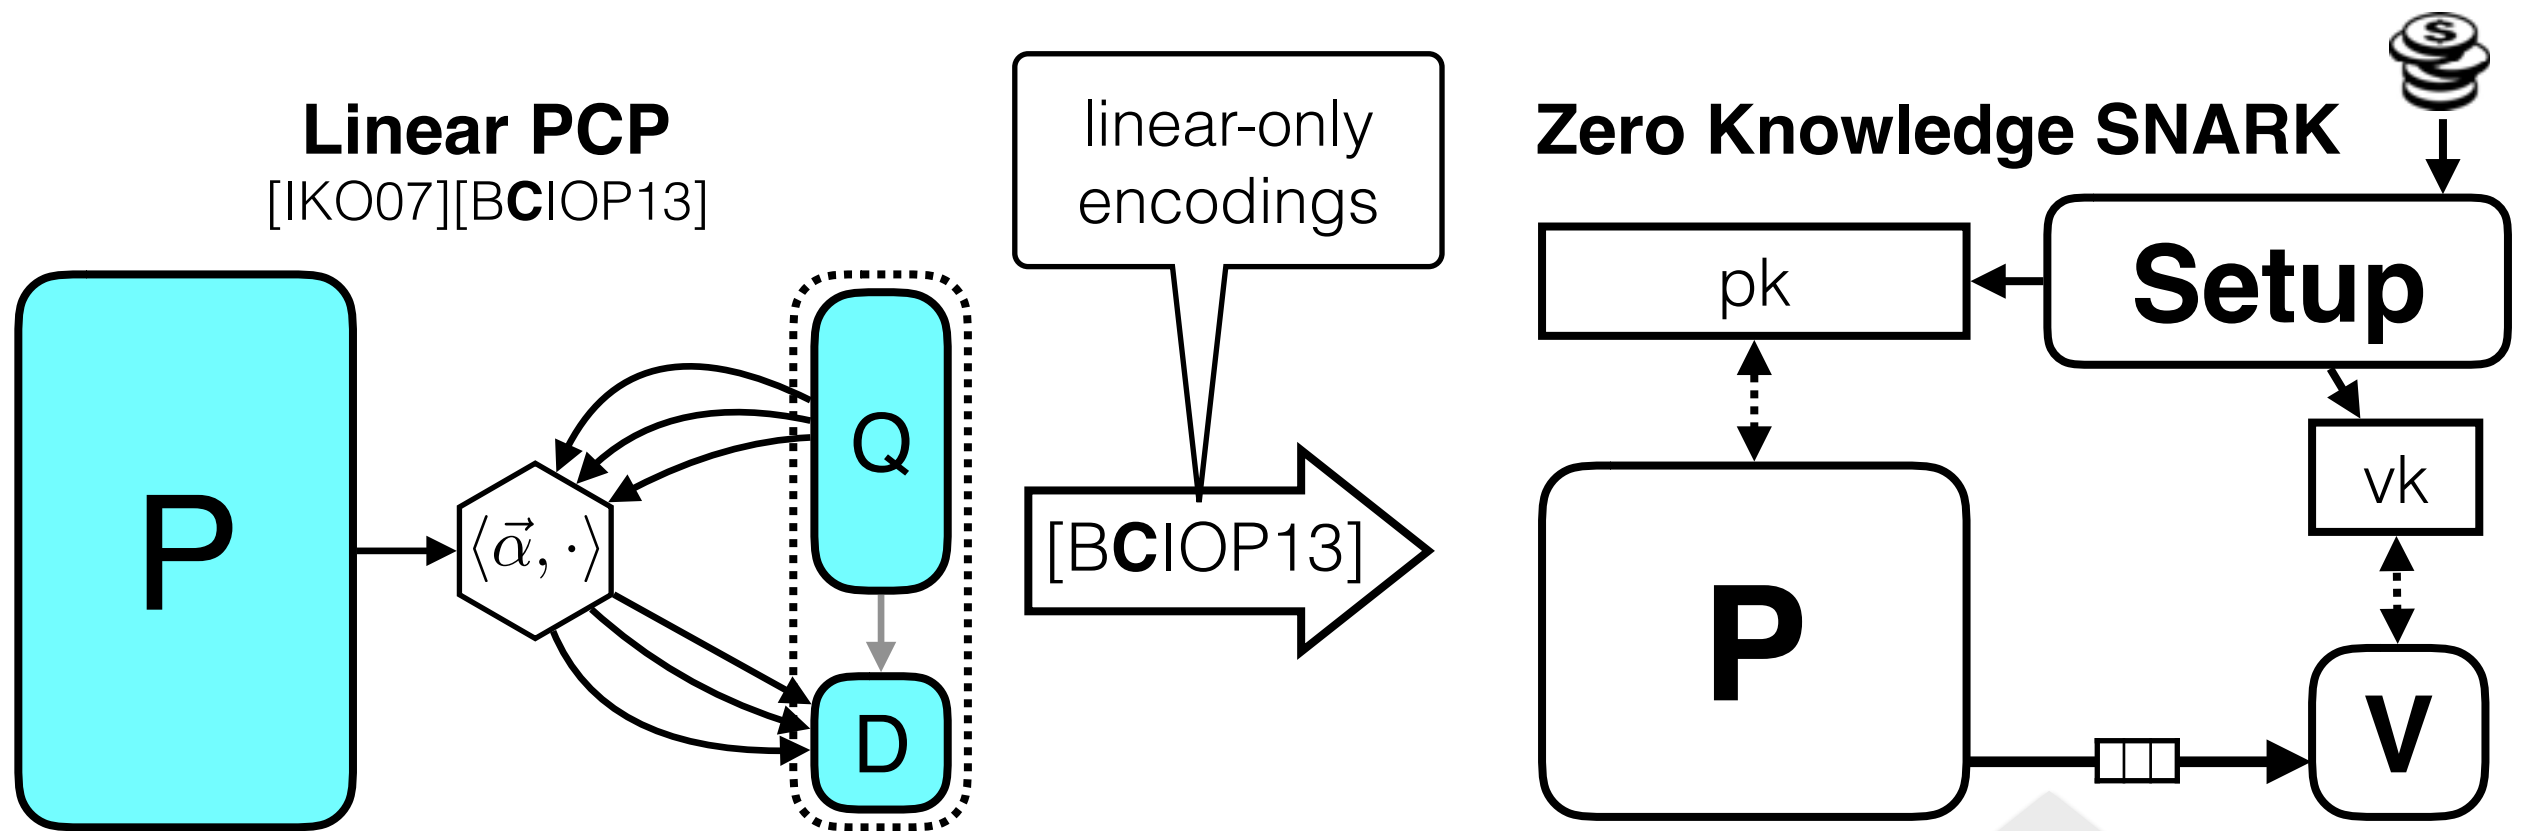 Linear PCP
[IKO07][BCIOP13]
P
⟨α⃗, ·⟩
Q
D
linear-only
encodings
[BCIOP13]
Zero Knowledge SNARK
$
Setup
pk
vk
P
V